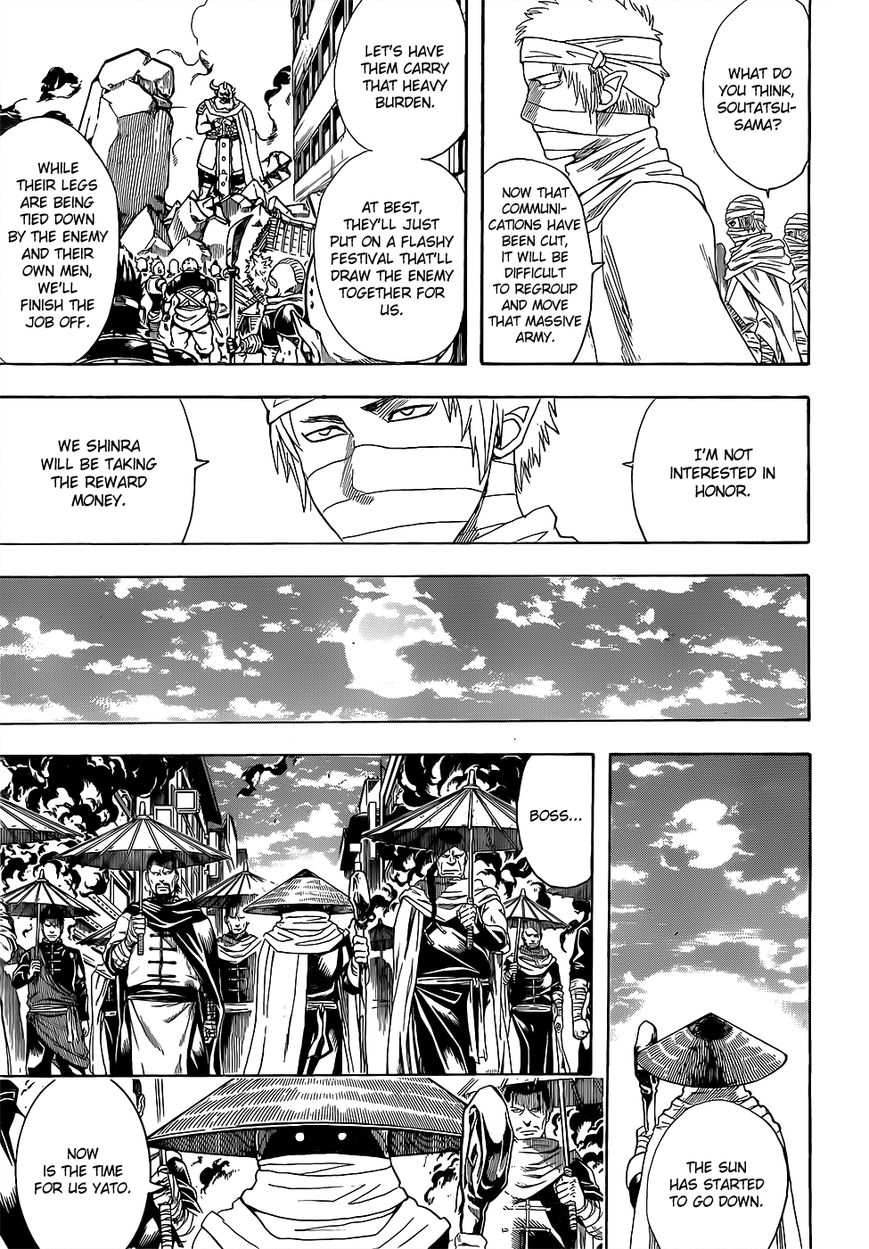 WHAT DO
YOU THINK,
SOUTATSU-
SAMA?
NOW THAT
COMMUNI-
CATIONS HAVE
BEEN CUT,
IT WILL BE
DIFFICULT
TO REGROUP
AND MOVE
THAT MASSIVE
ARMY.
LET'S HAVE
THEM CARRY
THAT HEAVY
BURDEN.
AT BEST,
THEY'LL JUST
PUT ON A FLASHY
FESTIVAL THAT'LL
DRAW THE ENEMY
TOGETHER FOR
US.
WHILE
THEIR LEGS
ARE BEING
TIED DOWN
BY THE ENEMY
AND THEIR
OWN MEN,
WE'LL
FINISH THE
JOB OFF.
I'M NOT
INTERESTED IN
HONOR.
WE SHINRA
WILL BE TAKING
THE REWARD
MONEY.
THE SUN
HAS STARTED
TO GO DOWN.
BOSS...
NOW
IS THE TIME
FOR US YATO.